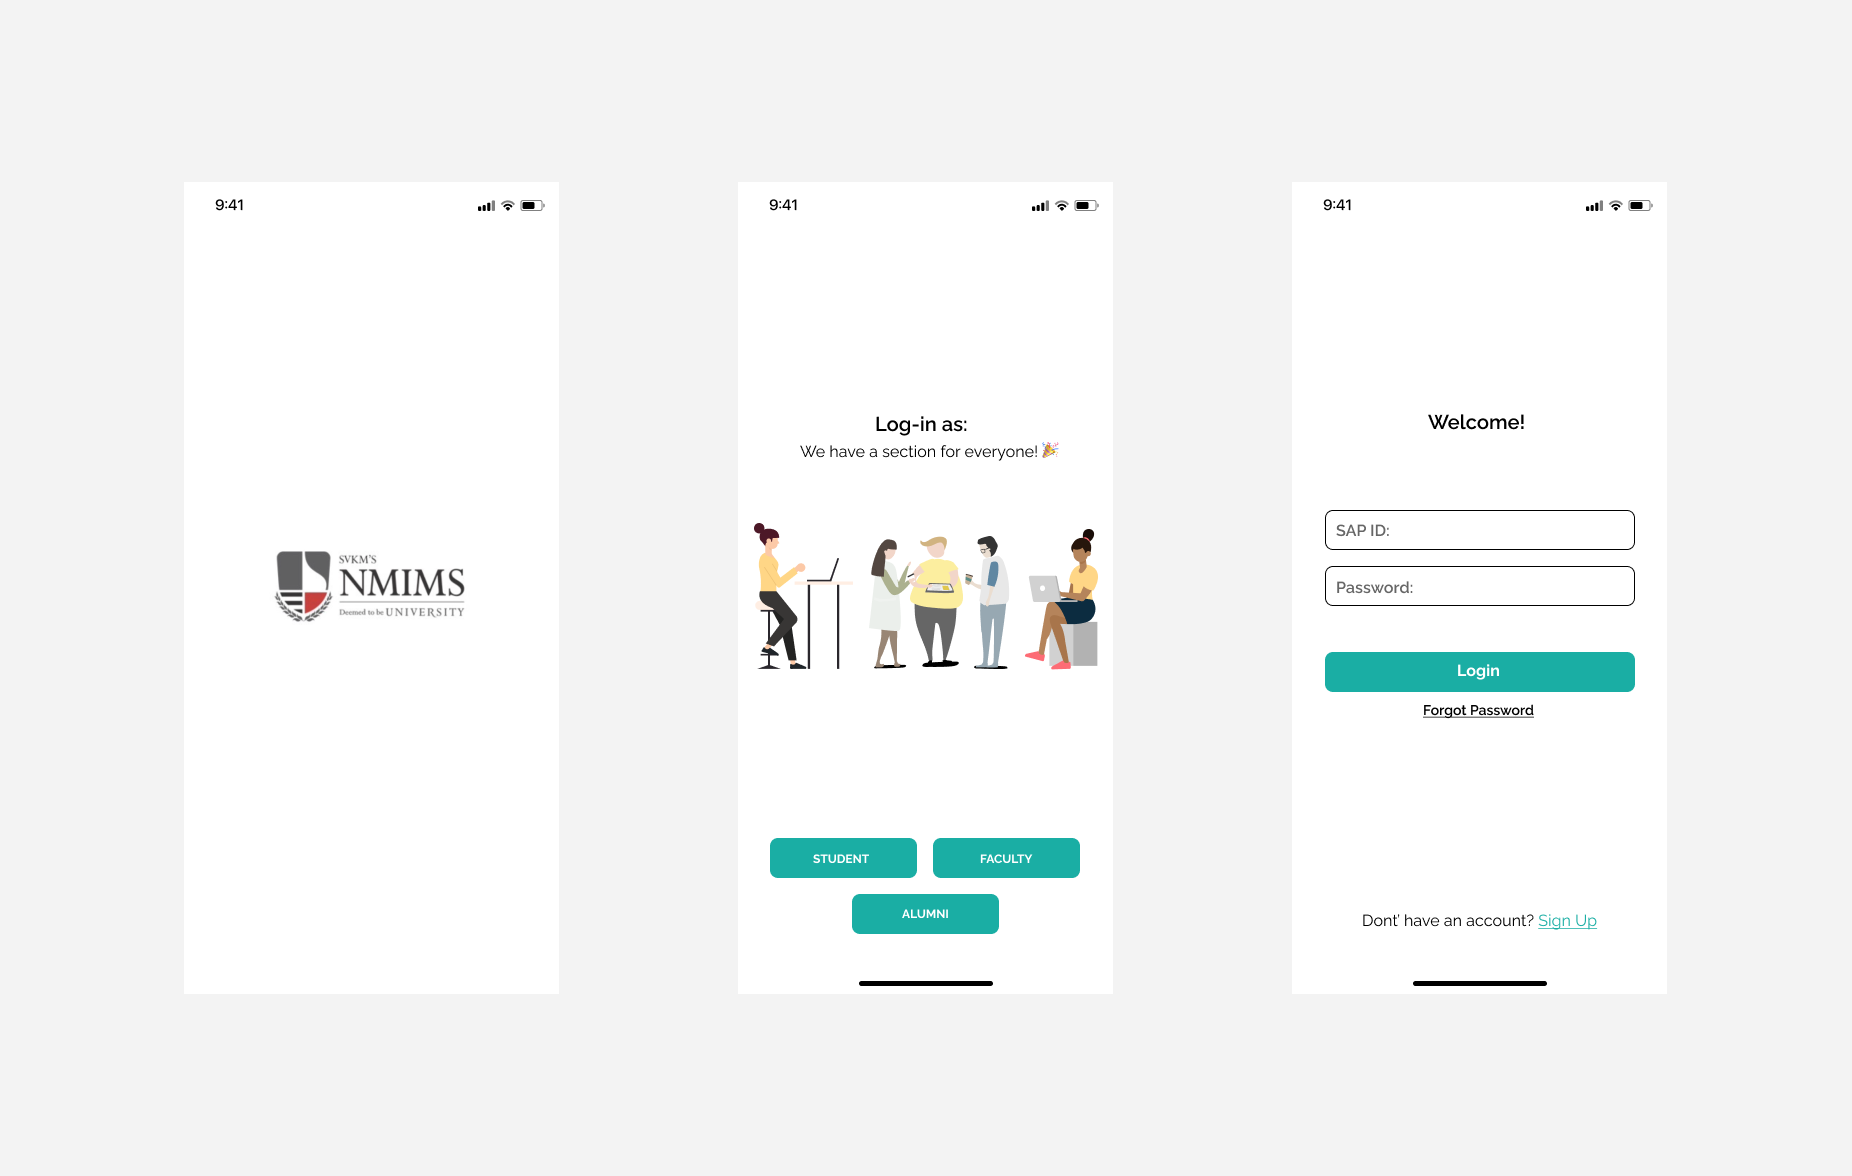 9:41
SVKM'S
NMIMS
Deemed to be UNIVERSITY
9:41
Log-in as:
We have a section for everyone! 🎉
STUDENT
FACULTY
ALUMNI
9:41
Welcome!
SAP ID:
Password:
Login
Forgot Password
Dont' have an account? Sign Up